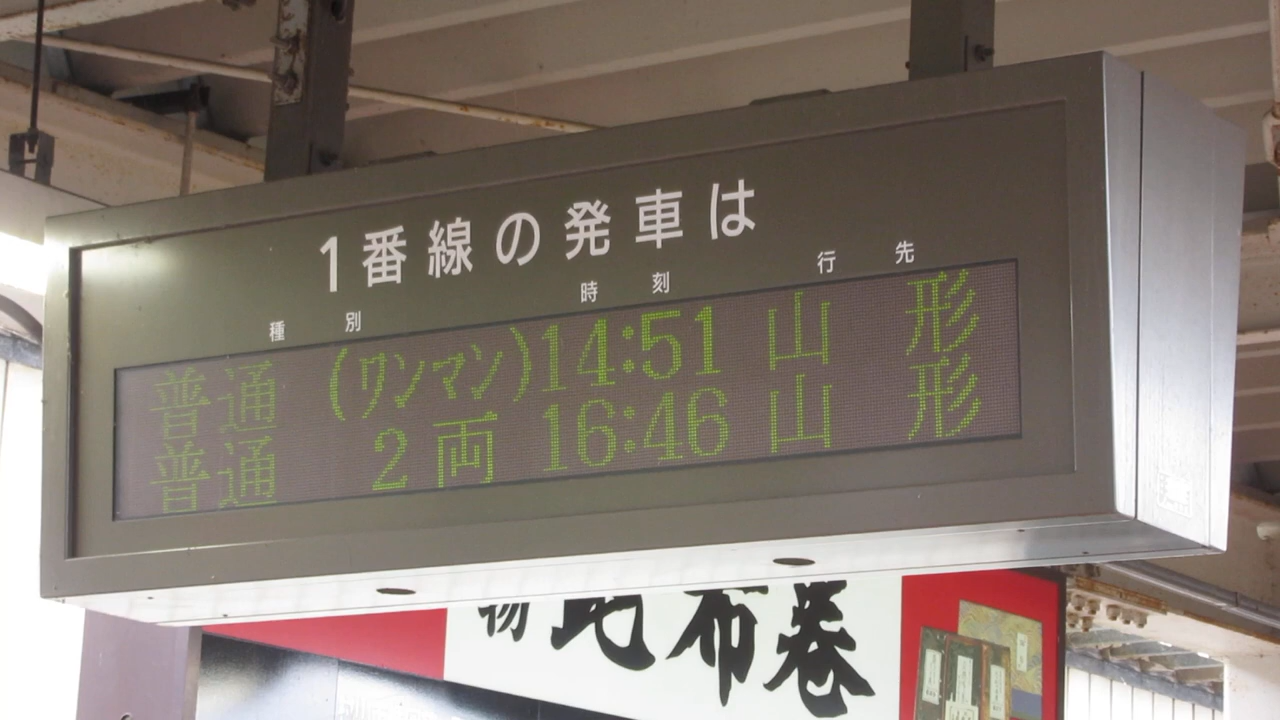 1番線の発車は
種別 時刻 行先
普通 (ワンマン)14:51 山形
普通 2両 16:46 山形
物 昆布巻